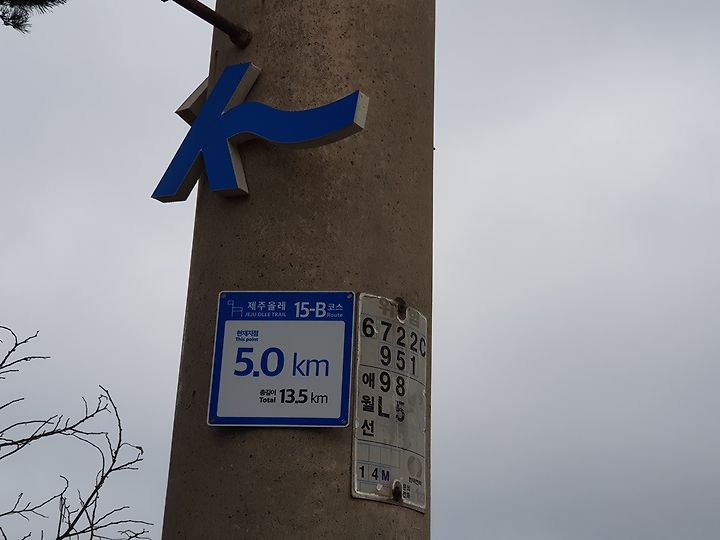 제주올레
JEJU OLLE TRAIL
15-B 코스
Route
현재지점
This point
5.0 km
총길이
Total 13.5 km
6722C
951
애98
월L5
선
14M